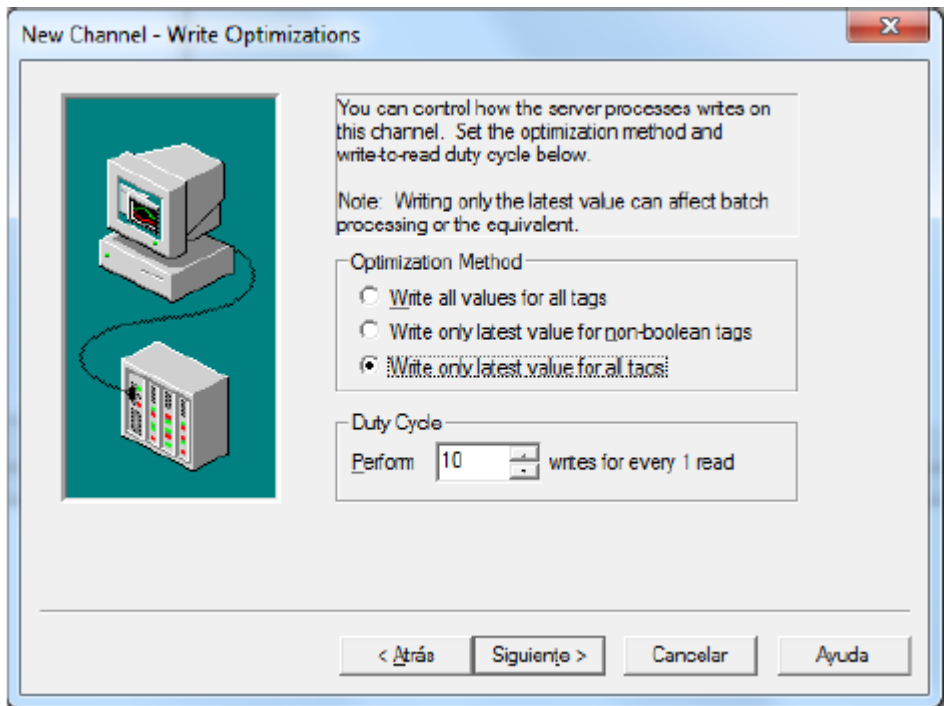 New Channel - Write Optimizations
You can control how the server processes writes on
this channel. Set the optimization method and
write-to-read duty cycle below.
Note: Writing only the latest value can affect batch
processing or the equivalent.
Optimization Method
Write all values for all tags
Write only latest value for non-boolean tags
Write only latest value for all tags
Duty Cycle
Perform 10 writes for every 1 read
< Atrás Siguiente > Cancelar Ayuda